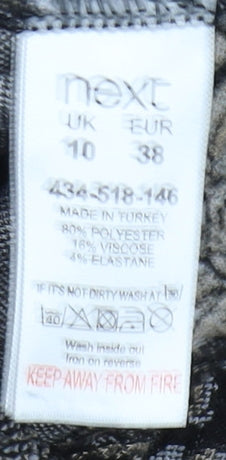 next
UK EUR
10 38
434-518-146
MADE IN TURKEY
80% POLYESTER
16% VISCOSE
4% ELASTANE
IF IT'S NOT DIRTY WASH AT 30/
40
Wash inside out
Iron on reverse
KEEP AWAY FROM FIRE